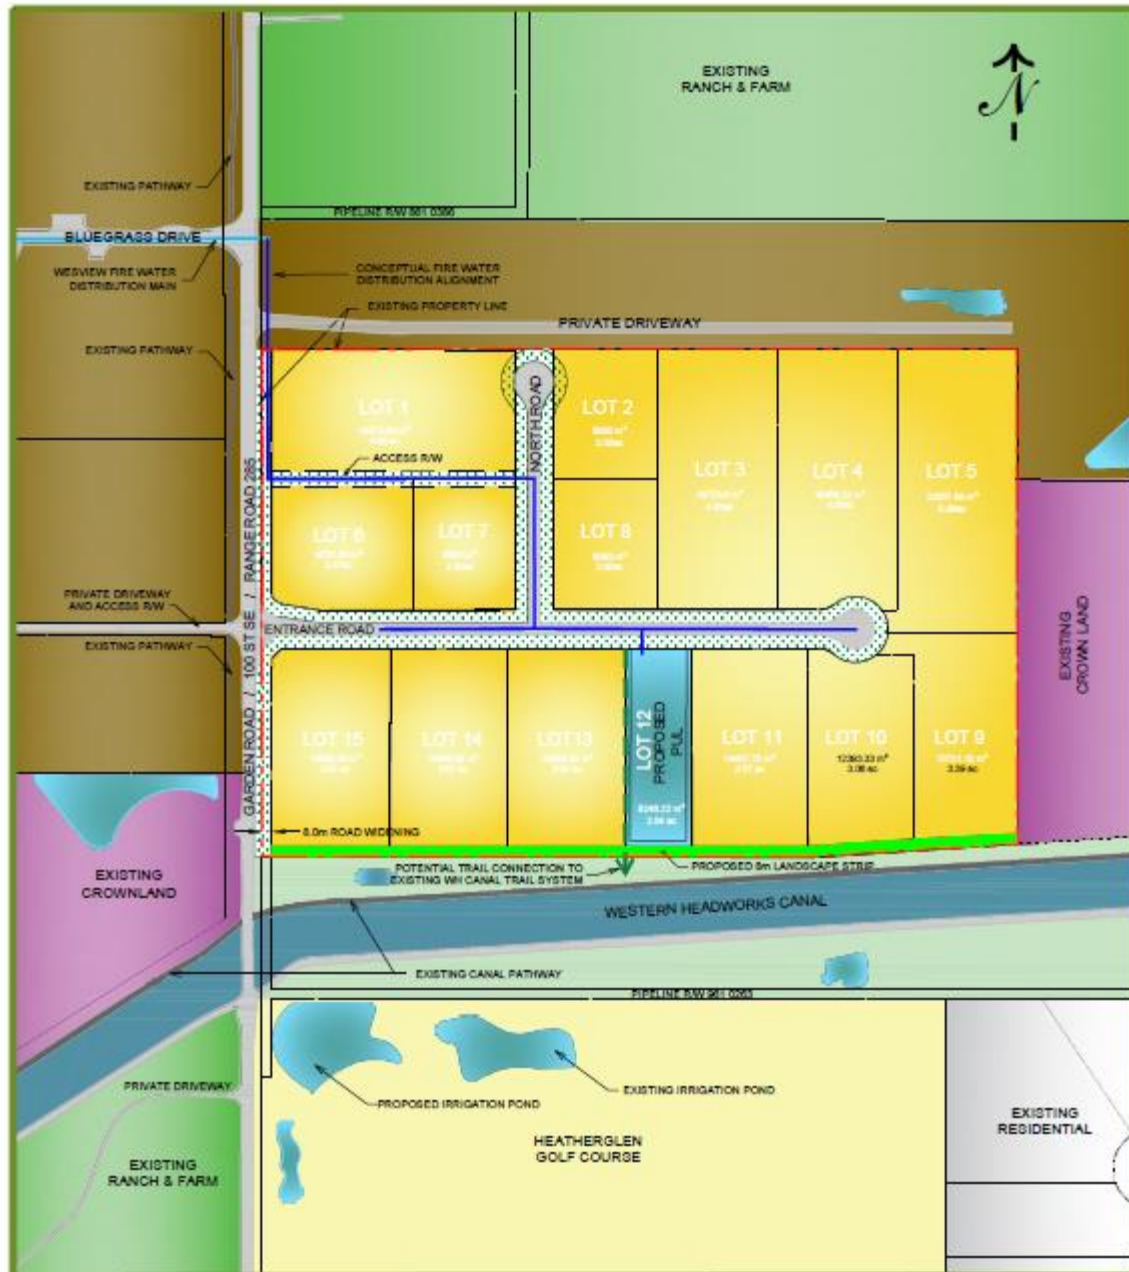 EXISTING
RANCH & FARM
N
EXISTING PATHWAY
PIPELINE R/W 861 0366
BLUEGRASS DRIVE
WESVIEW FIRE WATER
DISTRIBUTION MAIN
CONCEPTUAL FIRE WATER
DISTRIBUTION ALIGNMENT
EXISTING PROPERTY LINE
PRIVATE DRIVEWAY
EXISTING PATHWAY
LOT 1
NORTH ROAD
LOT 2
LOT 3
LOT 4
LOT 5
ACCESS R/W
LOT 6
LOT 7
LOT 8
GARDEN ROAD / 100 ST SE / RANGE ROAD 285
PRIVATE DRIVEWAY
AND ACCESS R/W
ENTRANCE ROAD
EXISTING PATHWAY
EXISTING
CROWN LAND
LOT 15
LOT 14
LOT 13
LOT 12
PROPOSED
PUL
LOT 11
LOT 10
12393.33 m²
3.06 ac
LOT 9
8.0m ROAD WIDENING
POTENTIAL TRAIL CONNECTION TO
EXISTING WH CANAL TRAIL SYSTEM
PROPOSED 6m LANDSCAPE STRIP
EXISTING
CROWNLAND
WESTERN HEADWORKS CANAL
EXISTING CANAL PATHWAY
PIPELINE R/W 961 0263
PRIVATE DRIVEWAY
PROPOSED IRRIGATION POND
EXISTING IRRIGATION POND
HEATHERGLEN
GOLF COURSE
EXISTING
RESIDENTIAL
EXISTING
RANCH & FARM